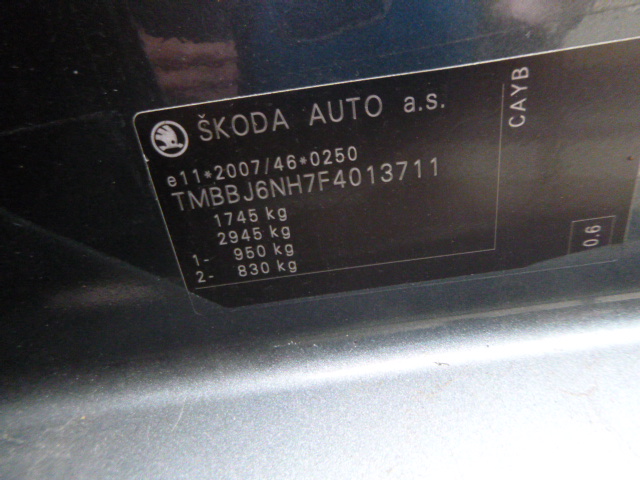 ŠKODA AUTO a.s.
e11*2007/46*0250
TMBBJ6NH7F4013711
1745 kg
2945 kg
1- 950 kg
2- 830 kg
CAYB
0.6